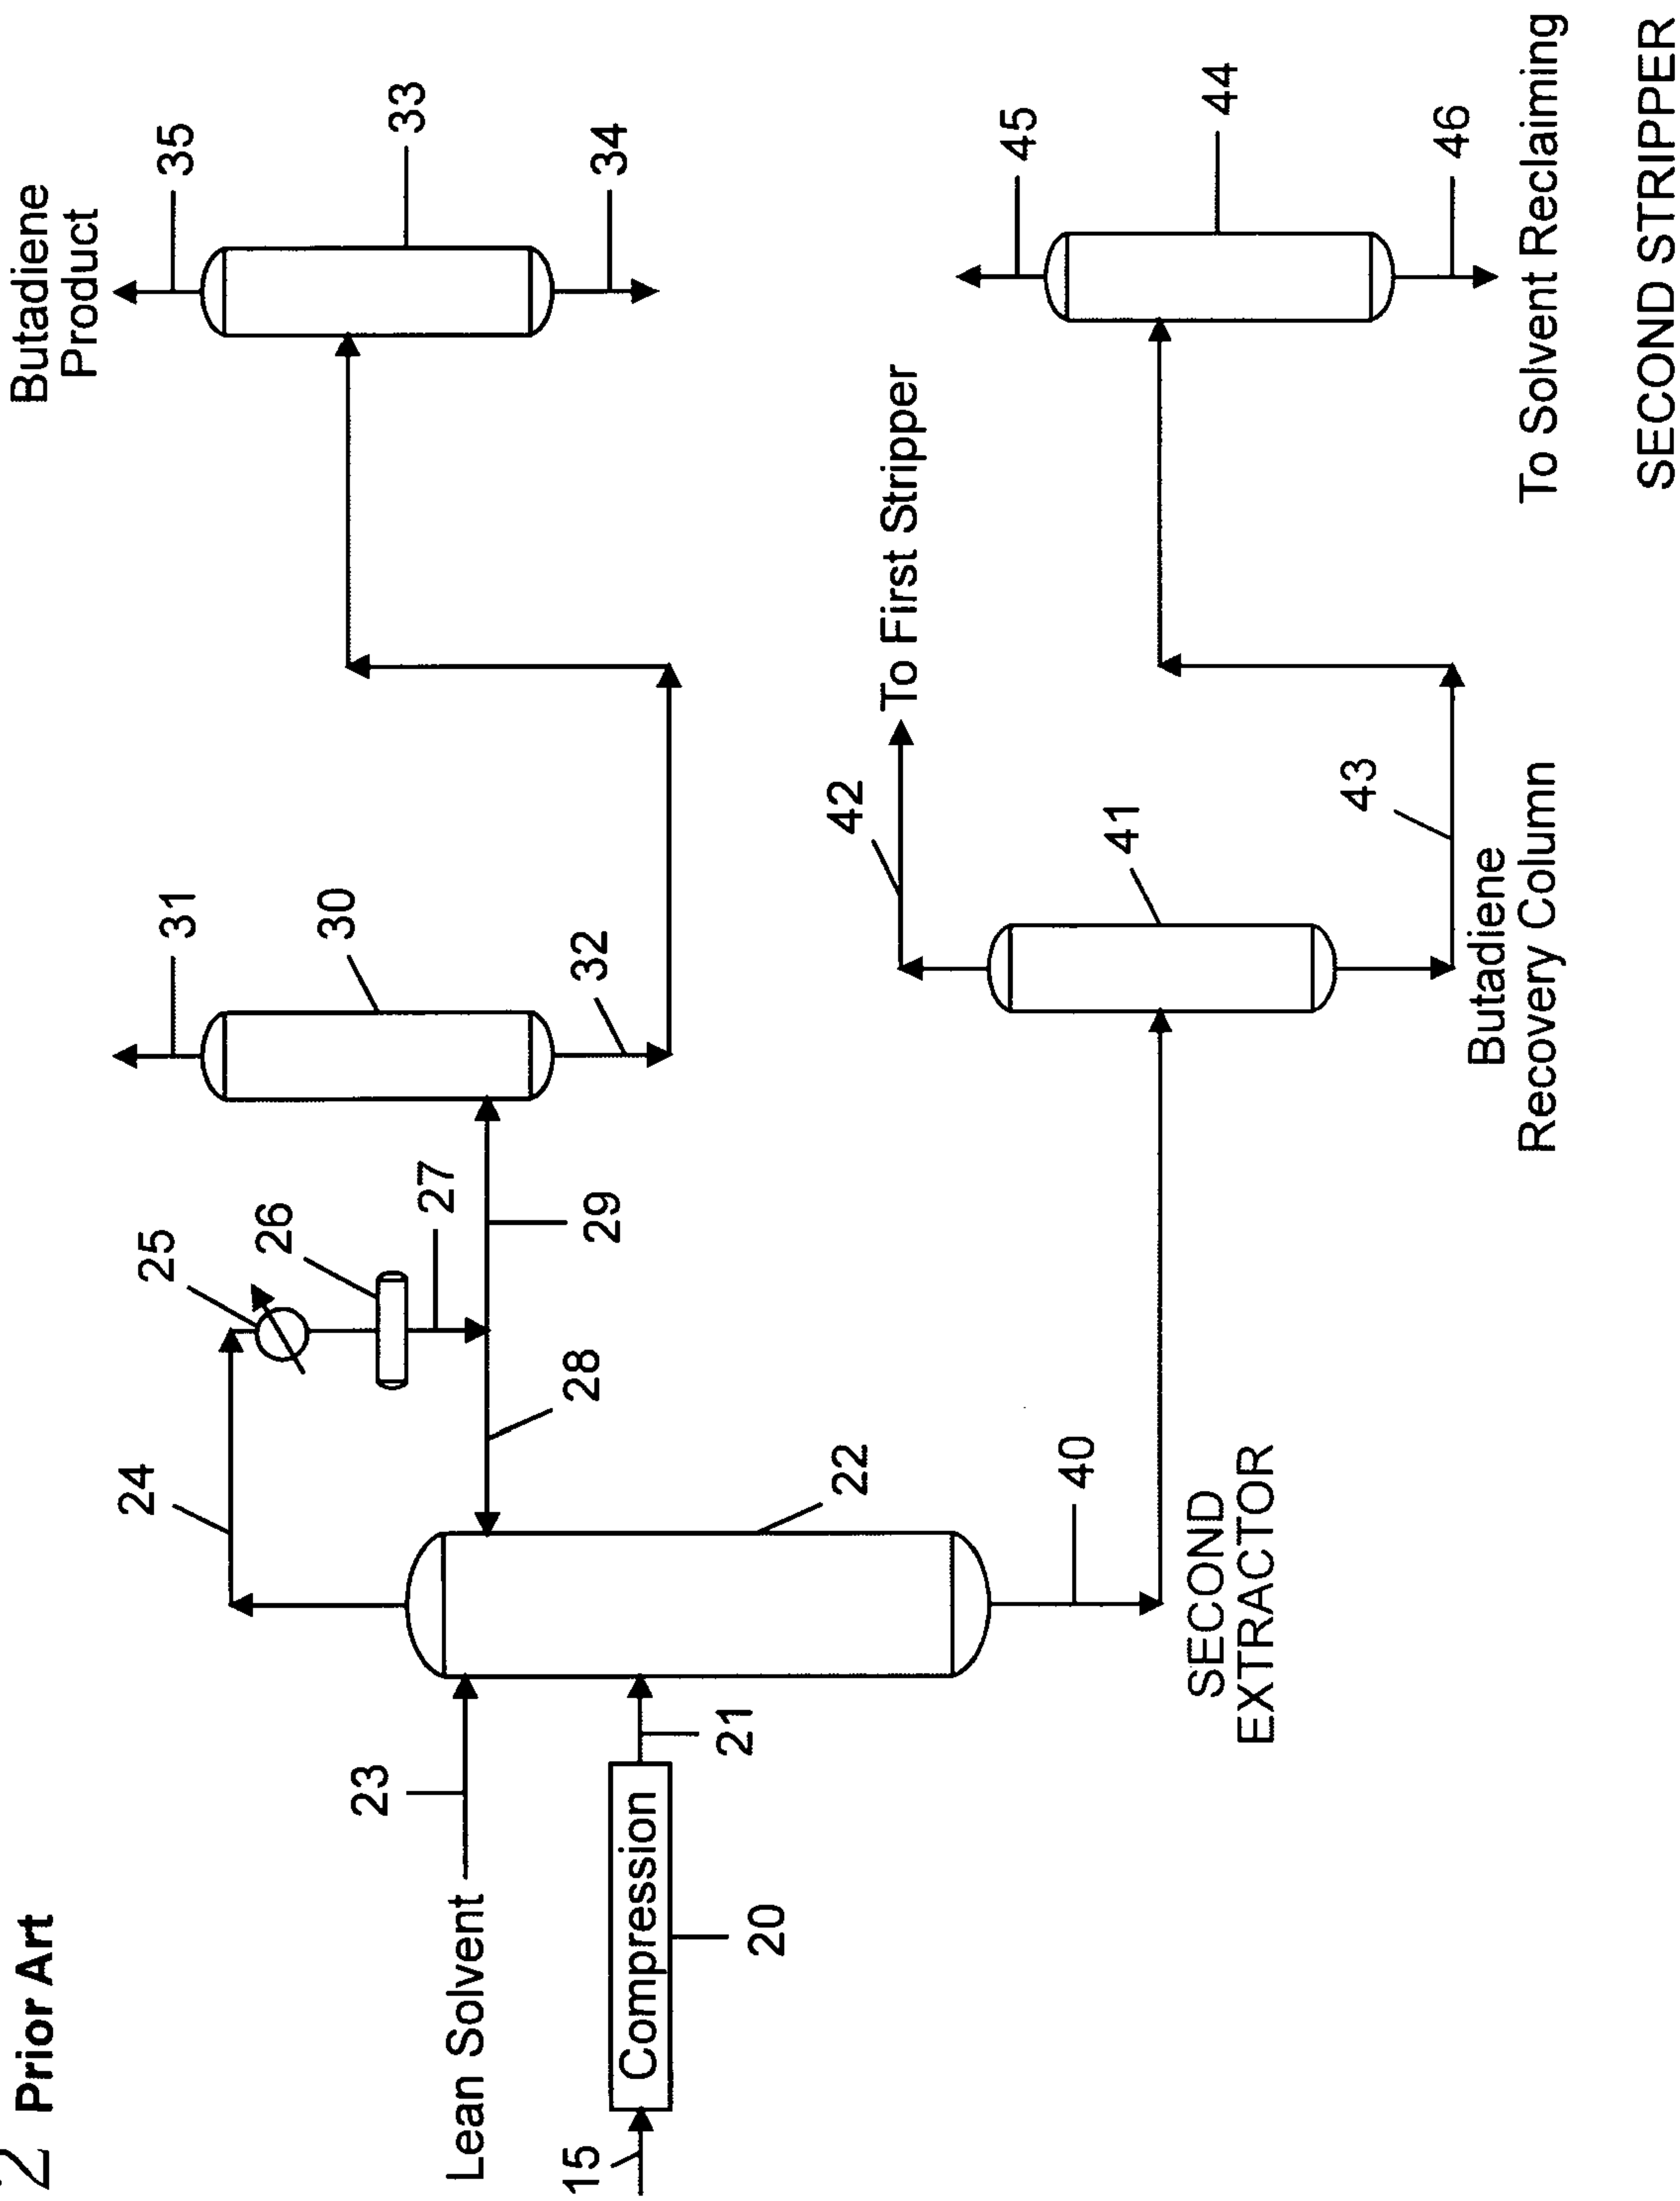 2 Prior Art
Butadiene
Product
35
33
34
31
30
32
25
26
27
29
28
24
22
23
Lean Solvent
21
Compression
20
15
40
SECOND
EXTRACTOR
To First Stripper
42
41
43
Butadiene
Recovery Column
45
44
46
To Solvent Reclaiming
SECOND STRIPPER